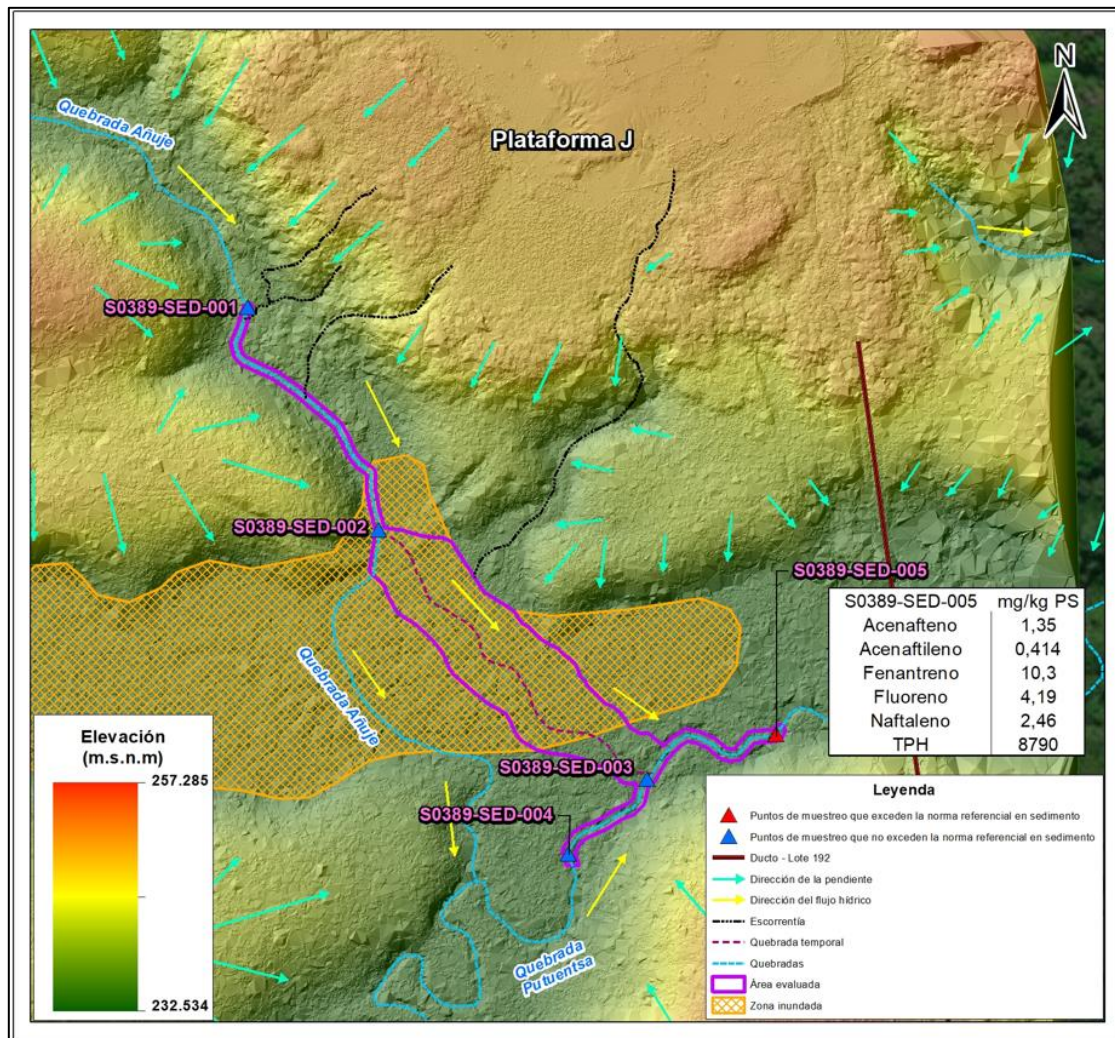 N
Quebrada Añuje
Plataforma J
S0389-SED-001
S0389-SED-002
S0389-SED-005
S0389-SED-005 mg/kg PS
Acenafteno 1,35
Acenaftileno 0,414
Fenantreno 10,3
Fluoreno 4,19
Naftaleno 2,46
TPH 8790
Quebrada Añuje
S0389-SED-003
S0389-SED-004
Quebrada Putuentsa
Elevación
(m.s.n.m)
257.285
232.534
Leyenda
Puntos de muestreo que exceden la norma referencial en sedimento
Puntos de muestreo que no exceden la norma referencial en sedimento
Ducto - Lote 192
Dirección de la pendiente
Dirección del flujo hídrico
Escorrentía
Quebrada temporal
Quebradas
Área evaluada
Zona inundada